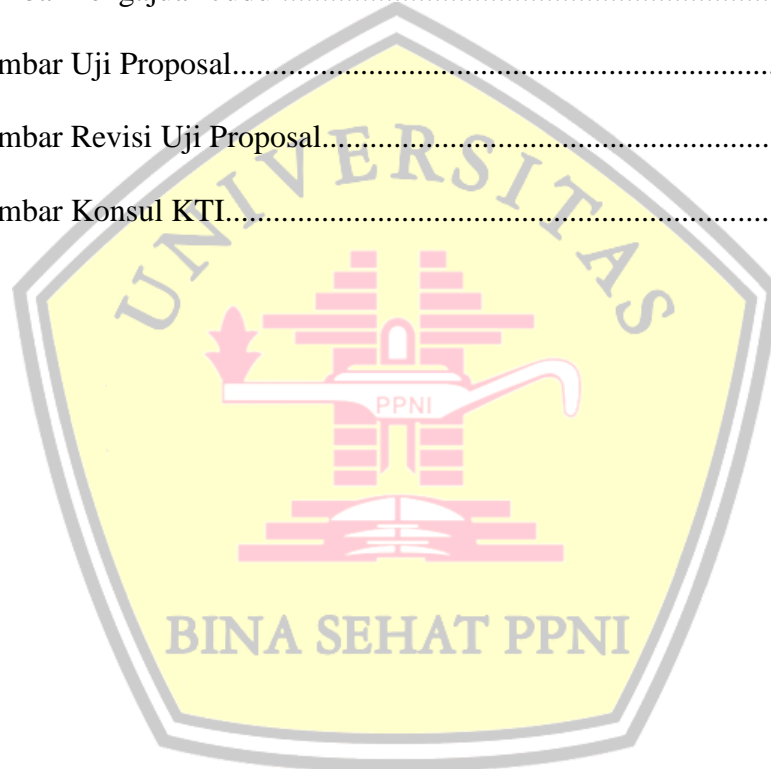 mbar Uji Proposal
mbar Revisi Uji Proposal
mbar Konsul KTI
UNIVERSITAS
PPNI
BINA SEHAT PPNI